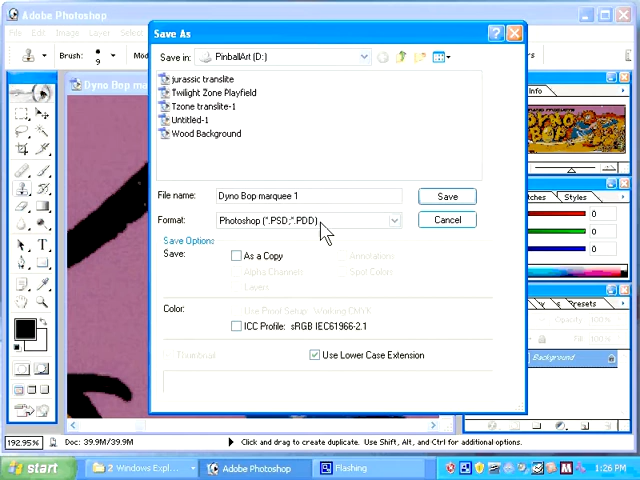 Adobe Photoshop
File Edit Image Layer
Brush: 9 Mod
Dyno Bop marquee
Save As
Save in: PinballArt (D:)
jurassic translite
Twilight Zone Playfield
Tzone translite-1
Untitled-1
Wood Background
File name: Dyno Bop marquee 1 Save
Format: Photoshop (*.PSD;*.PDD) Cancel
Save Options
Save: As a Copy Annotations
Alpha Channels Spot Colors
Layers
Color: Use Proof Setup: Working CMYK
ICC Profile: sRGB IEC61966-2.1
Thumbnail Use Lower Case Extension
Info
DYNO BOP
Styles
0
0
0
Presets
Opacity: 100%
Fill: 100%
Background
192.95% Doc: 39.9M/39.9M Click and drag to create duplicate. Use Shift, Alt, and Ctrl for additional options.
start 2 Windows Expl... Adobe Photoshop Flashing 1:26 PM